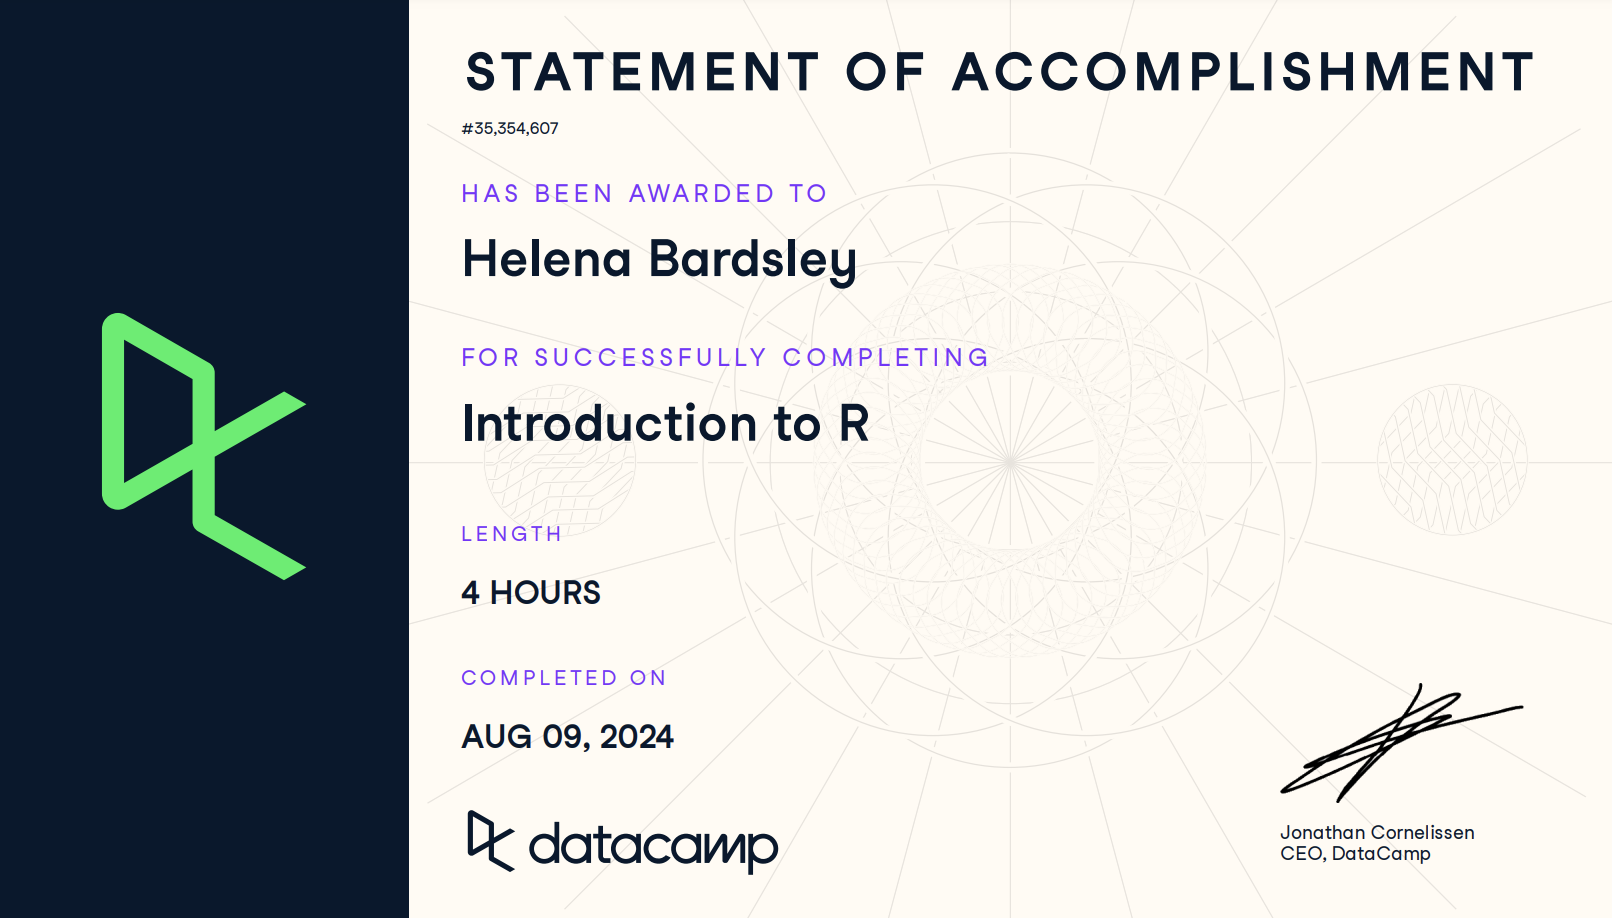 STATEMENT OF ACCOMPLISHMENT
#35,354,607
HAS BEEN AWARDED TO
Helena Bardsley
FOR SUCCESSFULLY COMPLETING
Introduction to R
LENGTH
4 HOURS
COMPLETED ON
AUG 09, 2024
datacamp
Jonathan Cornelissen
CEO, DataCamp